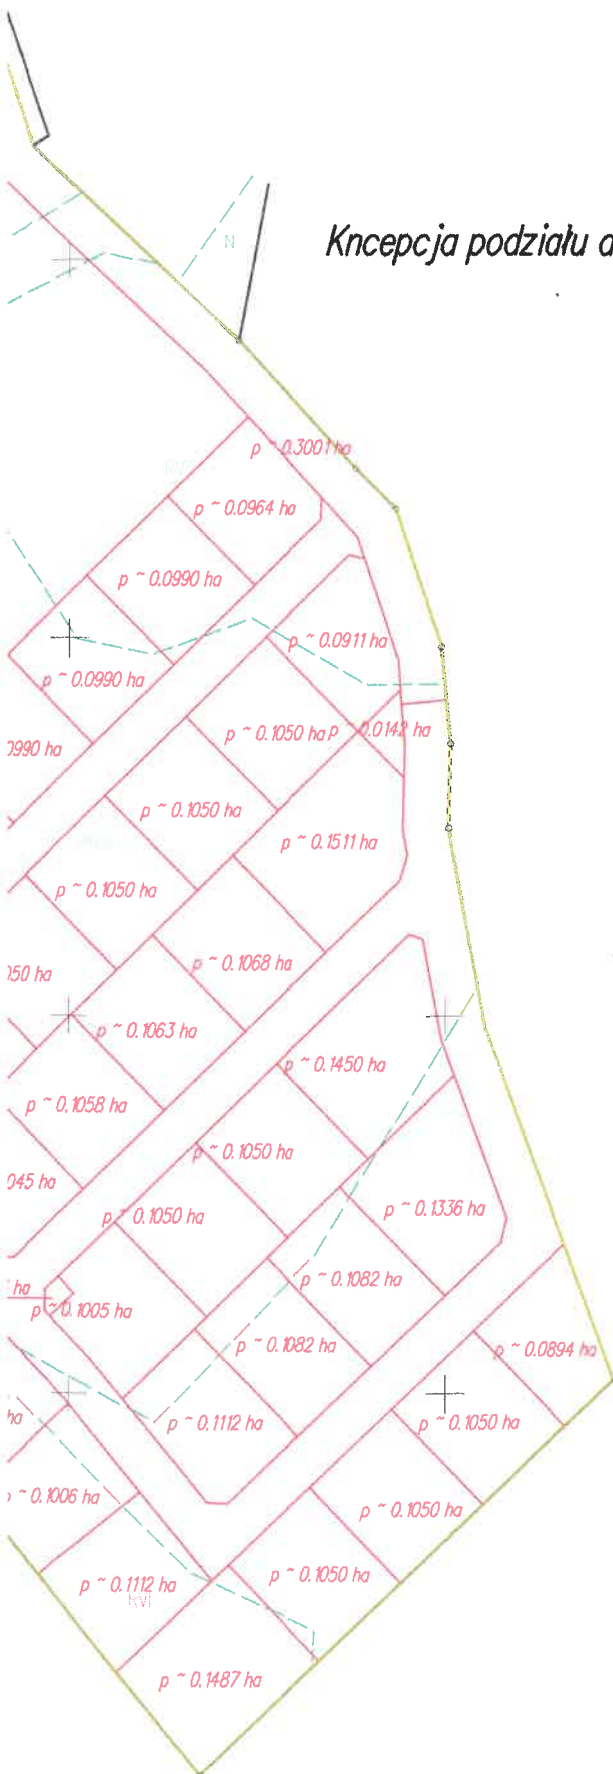 N
Kncepcja podziału d
p ~ 0.3001 ha
p ~ 0.0964 ha
p ~ 0.0990 ha
p ~ 0.0911 ha
p ~ 0.0990 ha
0990 ha
p ~ 0.1050 ha
p ~ 0.0142 ha
p ~ 0.1050 ha
p ~ 0.1511 ha
p ~ 0.1050 ha
050 ha
p ~ 0.1068 ha
p ~ 0.1063 ha
p ~ 0.1450 ha
p ~ 0.1058 ha
p ~ 0.1050 ha
045 ha
p ~ 0.1050 ha
p ~ 0.1336 ha
ha
p ~ 0.1082 ha
p ~ 0.1005 ha
p ~ 0.1082 ha
p ~ 0.0894 ha
ha
p ~ 0.1112 ha
p ~ 0.1050 ha
p ~ 0.1006 ha
p ~ 0.1050 ha
p ~ 0.1050 ha
p ~ 0.1112 ha
RVI
p ~ 0.1487 ha